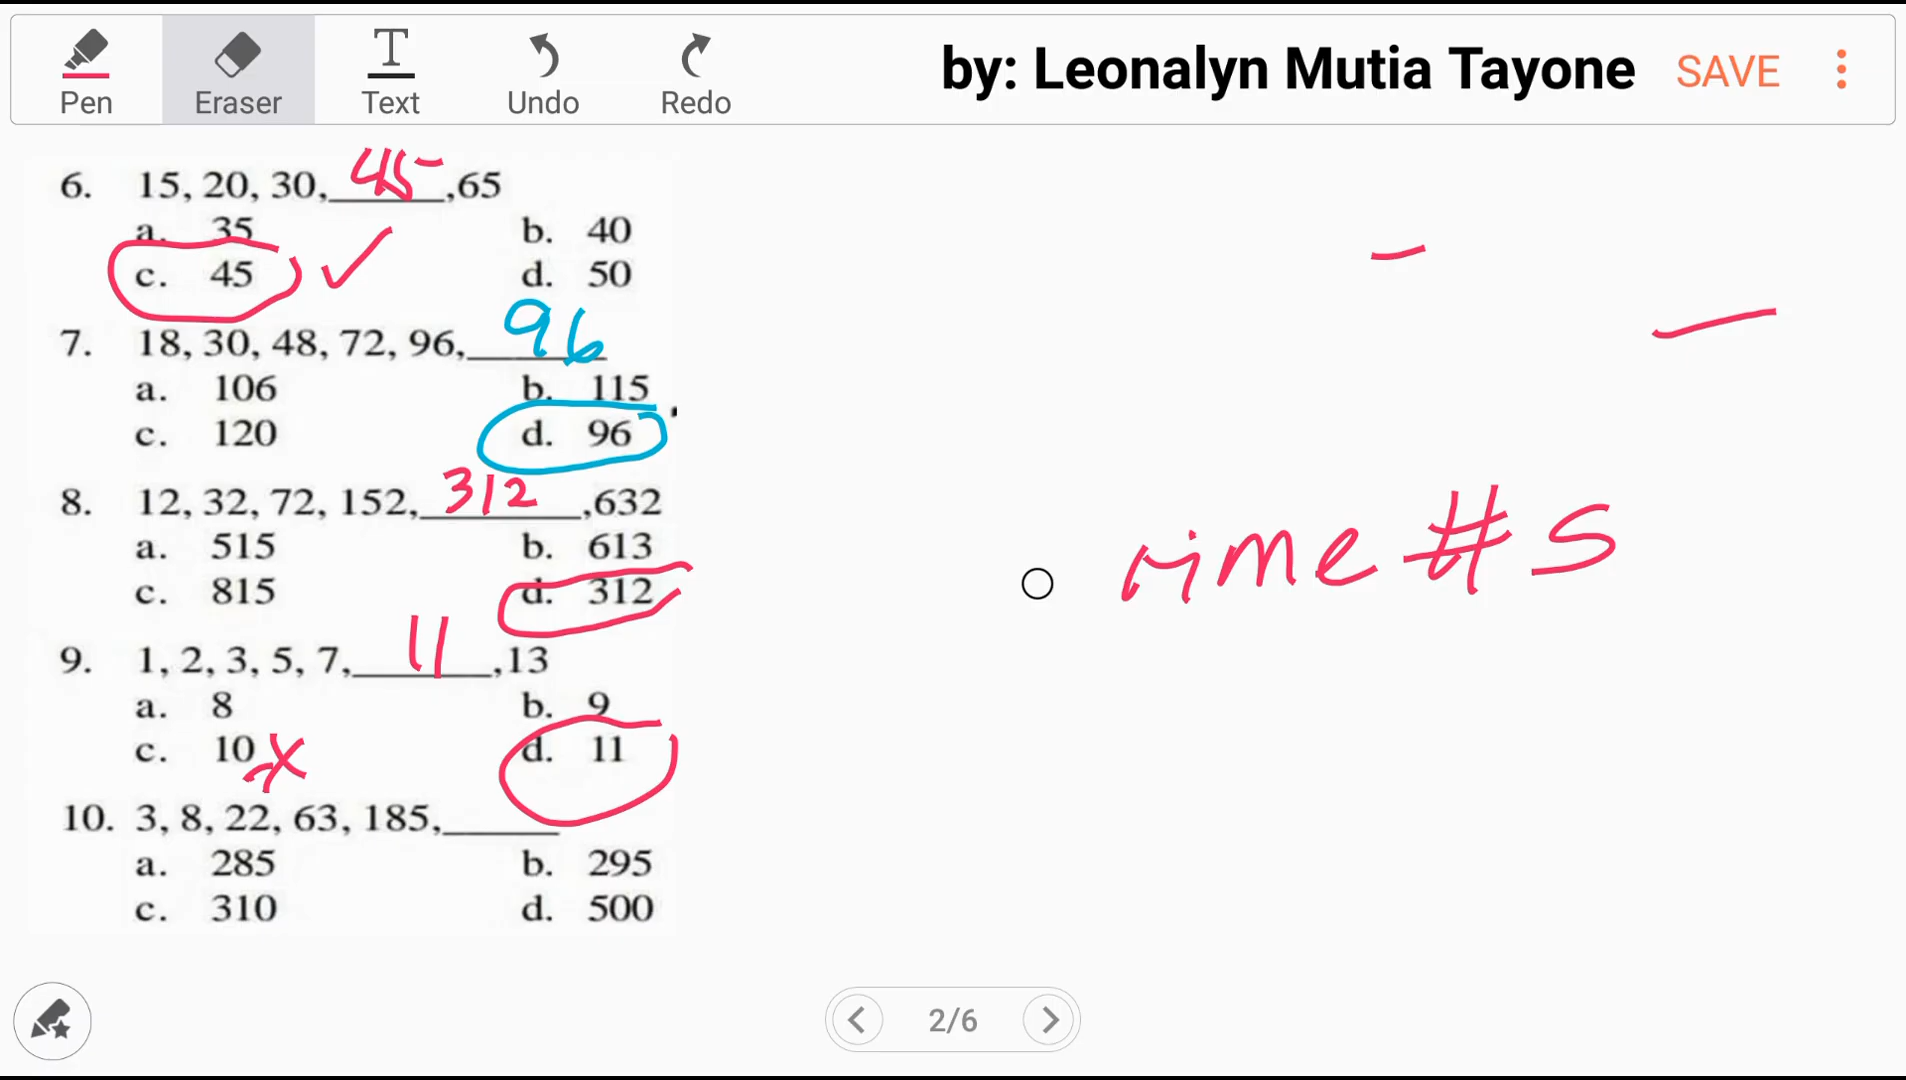 Pen Eraser Text Undo Redo by: Leonalyn Mutia Tayone SAVE
6. 15, 20, 30, 45 ,65
a. 35 b. 40
c. 45 d. 50
7. 18, 30, 48, 72, 96, 96
a. 106 b. 115
c. 120 d. 96
8. 12, 32, 72, 152, 312 ,632
a. 515 b. 613
c. 815 d. 312
9. 1, 2, 3, 5, 7, 11 ,13
a. 8 b. 9
c. 10 x d. 11
10. 3, 8, 22, 63, 185,______
a. 285 b. 295
c. 310 d. 500
rime #s
2/6